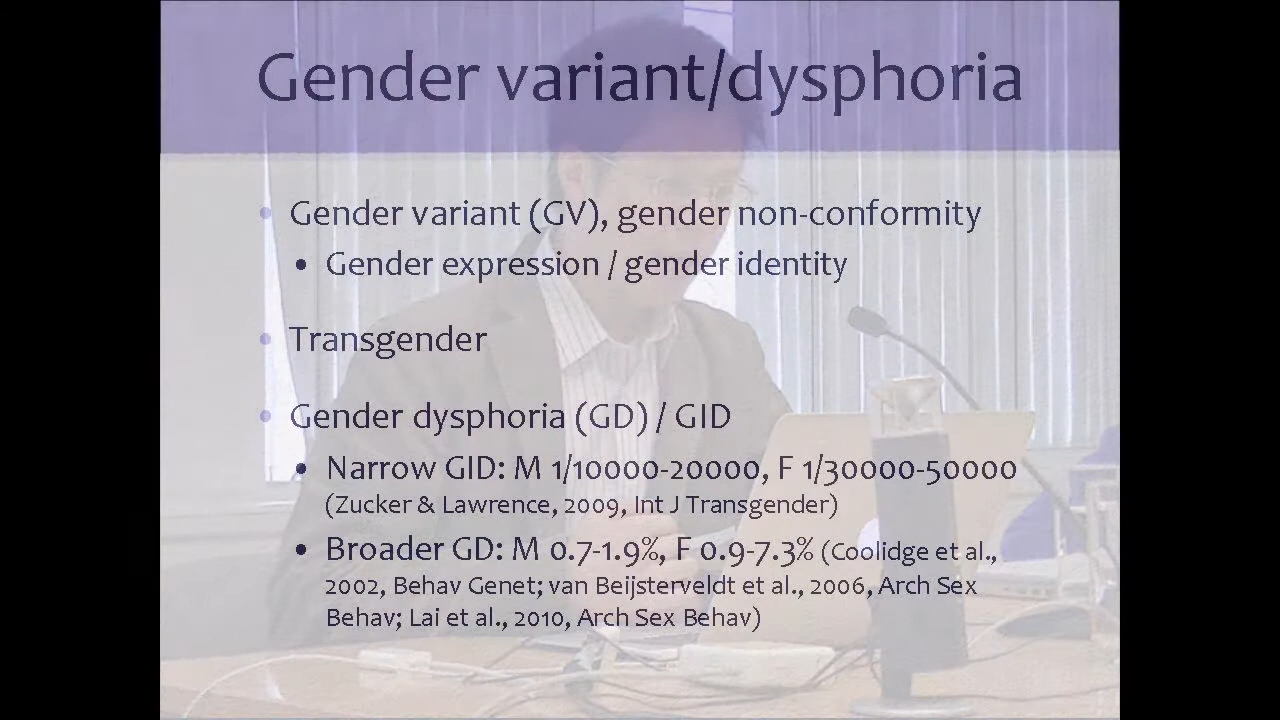 Gender variant/dysphoria
• Gender variant (GV), gender non-conformity
• Gender expression / gender identity
• Transgender
• Gender dysphoria (GD) / GID
• Narrow GID: M 1/10000-20000, F 1/30000-50000
(Zucker & Lawrence, 2009, Int J Transgender)
• Broader GD: M 0.7-1.9%, F 0.9-7.3% (Coolidge et al.,
2002, Behav Genet; van Beijsterveldt et al., 2006, Arch Sex
Behav; Lai et al., 2010, Arch Sex Behav)